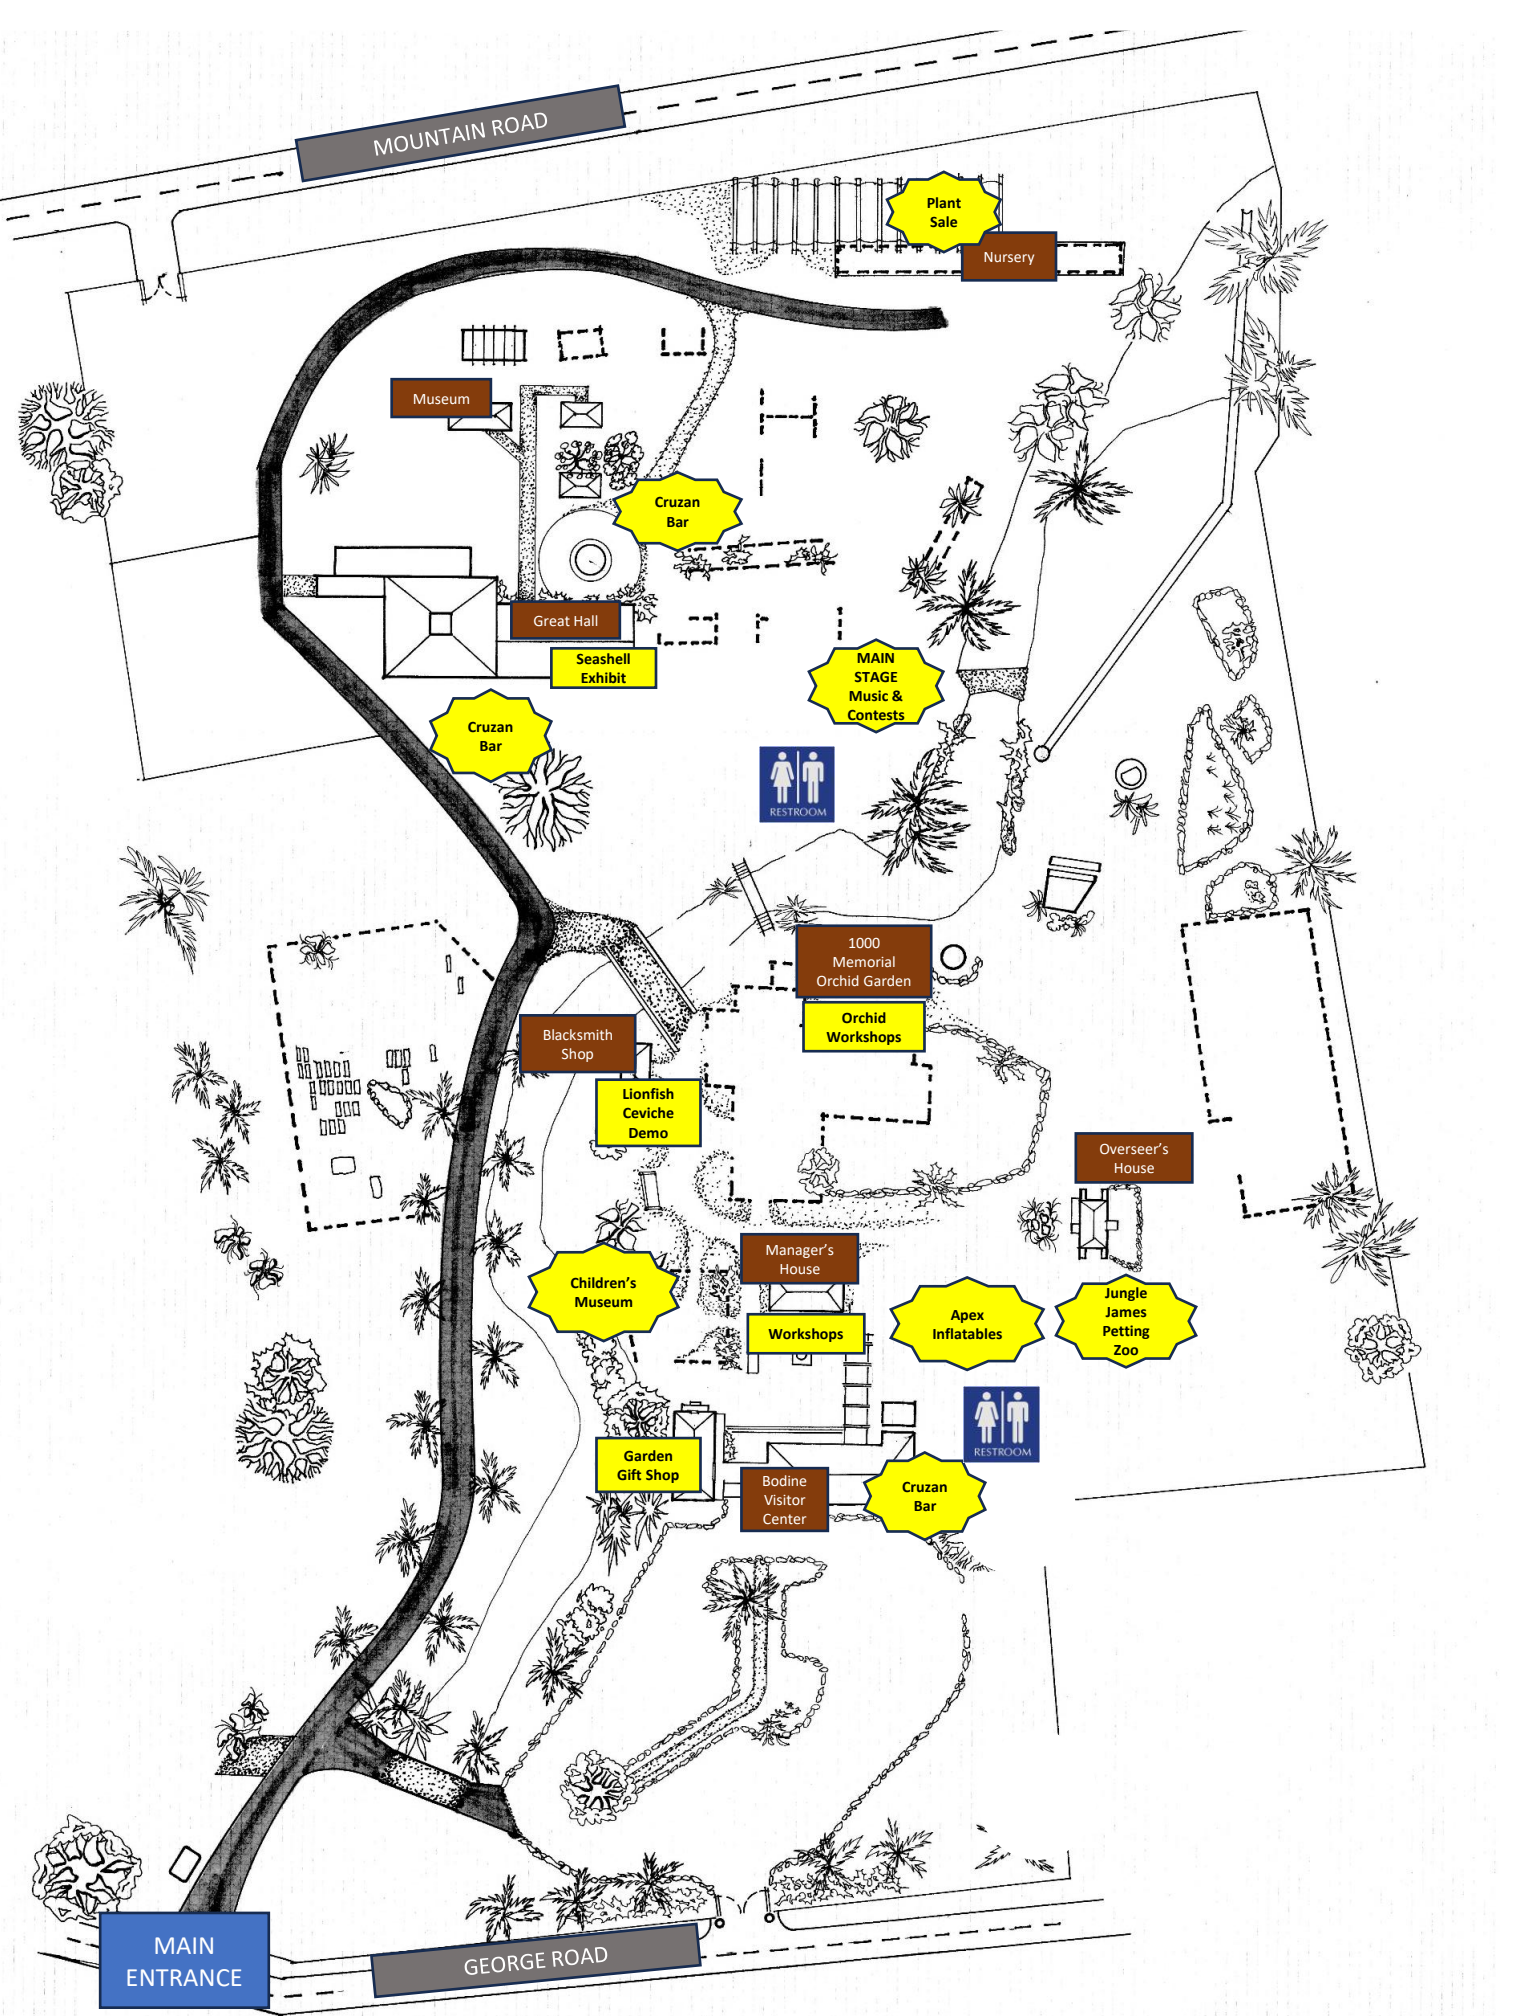 MOUNTAIN ROAD
Plant
Sale
Nursery
Museum
Cruzan
Bar
Great Hall
Seashell
Exhibit
MAIN
STAGE
Music &
Contests
Cruzan
Bar
RESTROOM
1000
Memorial
Orchid Garden
Orchid
Workshops
Blacksmith
Shop
Lionfish
Ceviche
Demo
Overseer's
House
Manager's
House
Children's
Museum
Workshops
Apex
Inflatables
Jungle
James
Petting
Zoo
RESTROOM
Garden
Gift Shop
Bodine
Visitor
Center
Cruzan
Bar
MAIN
ENTRANCE
GEORGE ROAD